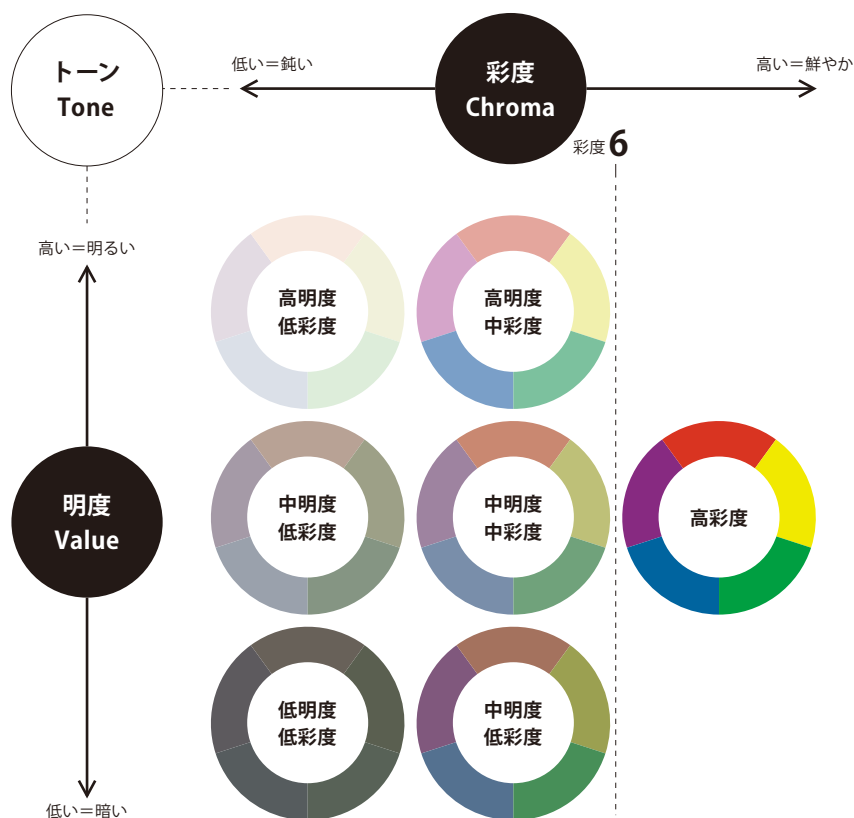 トーン
Tone
低い＝鈍い
彩度
Chroma
高い＝鮮やか
彩度6
高い＝明るい
高明度
低彩度
高明度
中彩度
明度
Value
中明度
低彩度
中明度
中彩度
高彩度
低明度
低彩度
中明度
低彩度
低い＝暗い